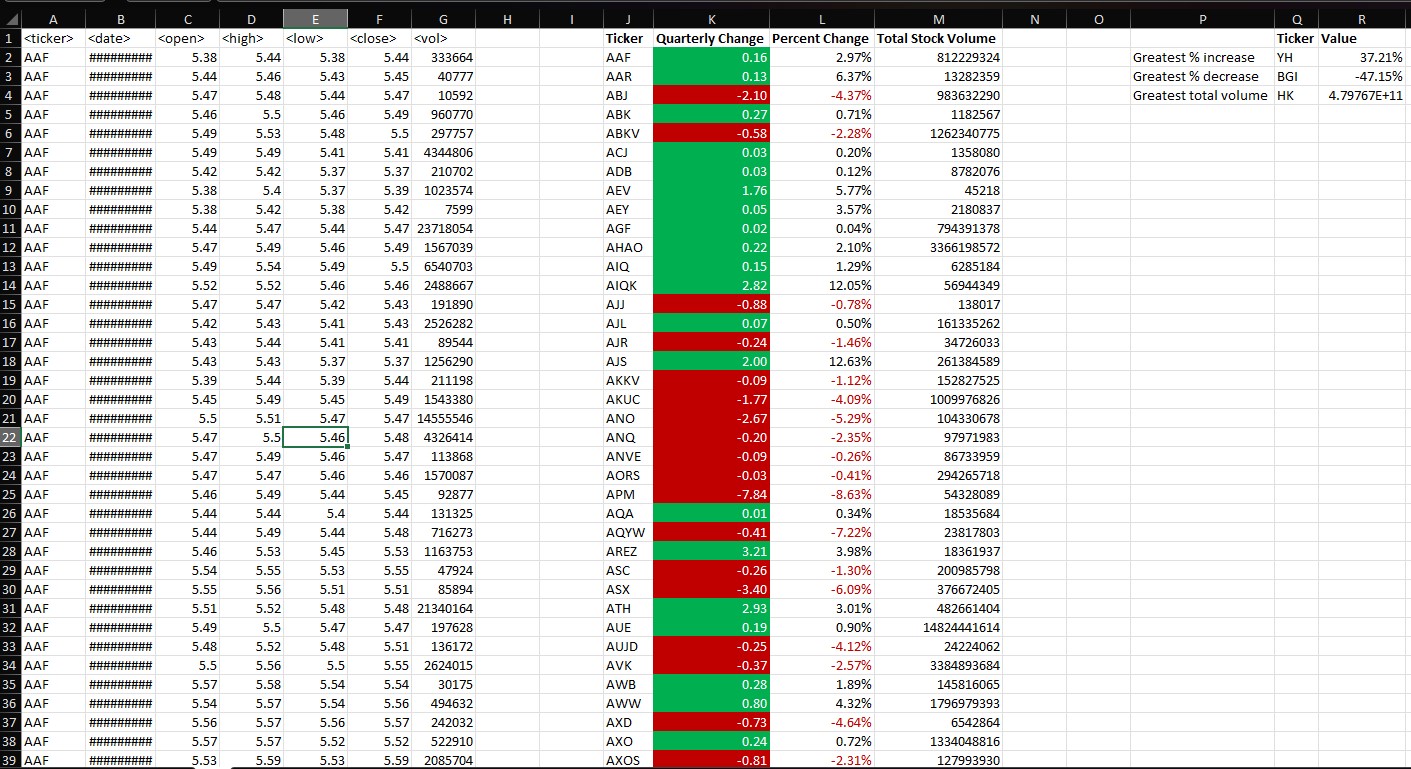 A B C D E F G H I J K L M N O P Q R
1 <ticker> <date> <open> <high> <low> <close> <vol> Ticker Quarterly Change Percent Change Total Stock Volume Ticker Value
2 AAF ######### 5.38 5.44 5.38 5.44 333664 AAF 0.16 2.97% 812229324 Greatest % increase YH 37.21%
3 AAF ######### 5.44 5.46 5.43 5.45 40777 AAR 0.13 6.37% 13282359 Greatest % decrease BGI -47.15%
4 AAF ######### 5.47 5.48 5.44 5.47 10592 ABJ -2.10 -4.37% 983632290 Greatest total volume HK 4.79767E+11
5 AAF ######### 5.46 5.5 5.46 5.49 960770 ABK 0.27 0.71% 1182567
6 AAF ######### 5.49 5.53 5.48 5.5 297757 ABKV -0.58 -2.28% 1262340775
7 AAF ######### 5.49 5.49 5.41 5.41 4344806 ACJ 0.03 0.20% 1358080
8 AAF ######### 5.42 5.42 5.37 5.37 210702 ADB 0.03 0.12% 8782076
9 AAF ######### 5.38 5.4 5.37 5.39 1023574 AEV 1.76 5.77% 45218
10 AAF ######### 5.38 5.42 5.38 5.42 7599 AEY 0.05 3.57% 2180837
11 AAF ######### 5.44 5.47 5.44 5.47 23718054 AGF 0.02 0.04% 794391378
12 AAF ######### 5.47 5.49 5.46 5.49 1567039 AHAO 0.22 2.10% 3366198572
13 AAF ######### 5.49 5.54 5.49 5.5 6540703 AIQ 0.15 1.29% 6285184
14 AAF ######### 5.52 5.52 5.46 5.46 2488667 AIQK 2.82 12.05% 56944349
15 AAF ######### 5.47 5.47 5.42 5.43 191890 AJJ -0.88 -0.78% 138017
16 AAF ######### 5.42 5.43 5.41 5.43 2526282 AJL 0.07 0.50% 161335262
17 AAF ######### 5.43 5.44 5.41 5.41 89544 AJR -0.24 -1.46% 34726033
18 AAF ######### 5.43 5.43 5.37 5.37 1256290 AJS 2.00 12.63% 261384589
19 AAF ######### 5.39 5.44 5.39 5.44 211198 AKKV -0.09 -1.12% 152827525
20 AAF ######### 5.45 5.49 5.45 5.49 1543380 AKUC -1.77 -4.09% 1009976826
21 AAF ######### 5.5 5.51 5.47 5.47 14555546 ANO -2.67 -5.29% 104330678
22 AAF ######### 5.47 5.5 5.46 5.48 4326414 ANQ -0.20 -2.35% 97971983
23 AAF ######### 5.47 5.49 5.46 5.47 113868 ANVE -0.09 -0.26% 86733959
24 AAF ######### 5.47 5.47 5.46 5.46 1570087 AORS -0.03 -0.41% 294265718
25 AAF ######### 5.46 5.49 5.44 5.45 92877 APM -7.84 -8.63% 54328089
26 AAF ######### 5.44 5.44 5.4 5.44 131325 AQA 0.01 0.34% 18535684
27 AAF ######### 5.44 5.49 5.44 5.48 716273 AQYW -0.41 -7.22% 23817803
28 AAF ######### 5.46 5.53 5.45 5.53 1163753 AREZ 3.21 3.98% 18361937
29 AAF ######### 5.54 5.55 5.53 5.55 47924 ASC -0.26 -1.30% 200985798
30 AAF ######### 5.55 5.56 5.51 5.51 85894 ASX -3.40 -6.09% 376672405
31 AAF ######### 5.51 5.52 5.48 5.48 21340164 ATH 2.93 3.01% 482661404
32 AAF ######### 5.49 5.5 5.47 5.47 197628 AUE 0.19 0.90% 14824441614
33 AAF ######### 5.48 5.52 5.48 5.51 136172 AUJD -0.25 -4.12% 24224062
34 AAF ######### 5.5 5.56 5.5 5.55 2624015 AVK -0.37 -2.57% 3384893684
35 AAF ######### 5.57 5.58 5.54 5.54 30175 AWB 0.28 1.89% 145816065
36 AAF ######### 5.54 5.57 5.54 5.56 494632 AWW 0.80 4.32% 1796979393
37 AAF ######### 5.56 5.57 5.56 5.57 242032 AXD -0.73 -4.64% 6542864
38 AAF ######### 5.57 5.57 5.52 5.52 522910 AXO 0.24 0.72% 1334048816
39 AAF ######### 5.53 5.59 5.53 5.59 2085704 AXOS -0.81 -2.31% 127993930